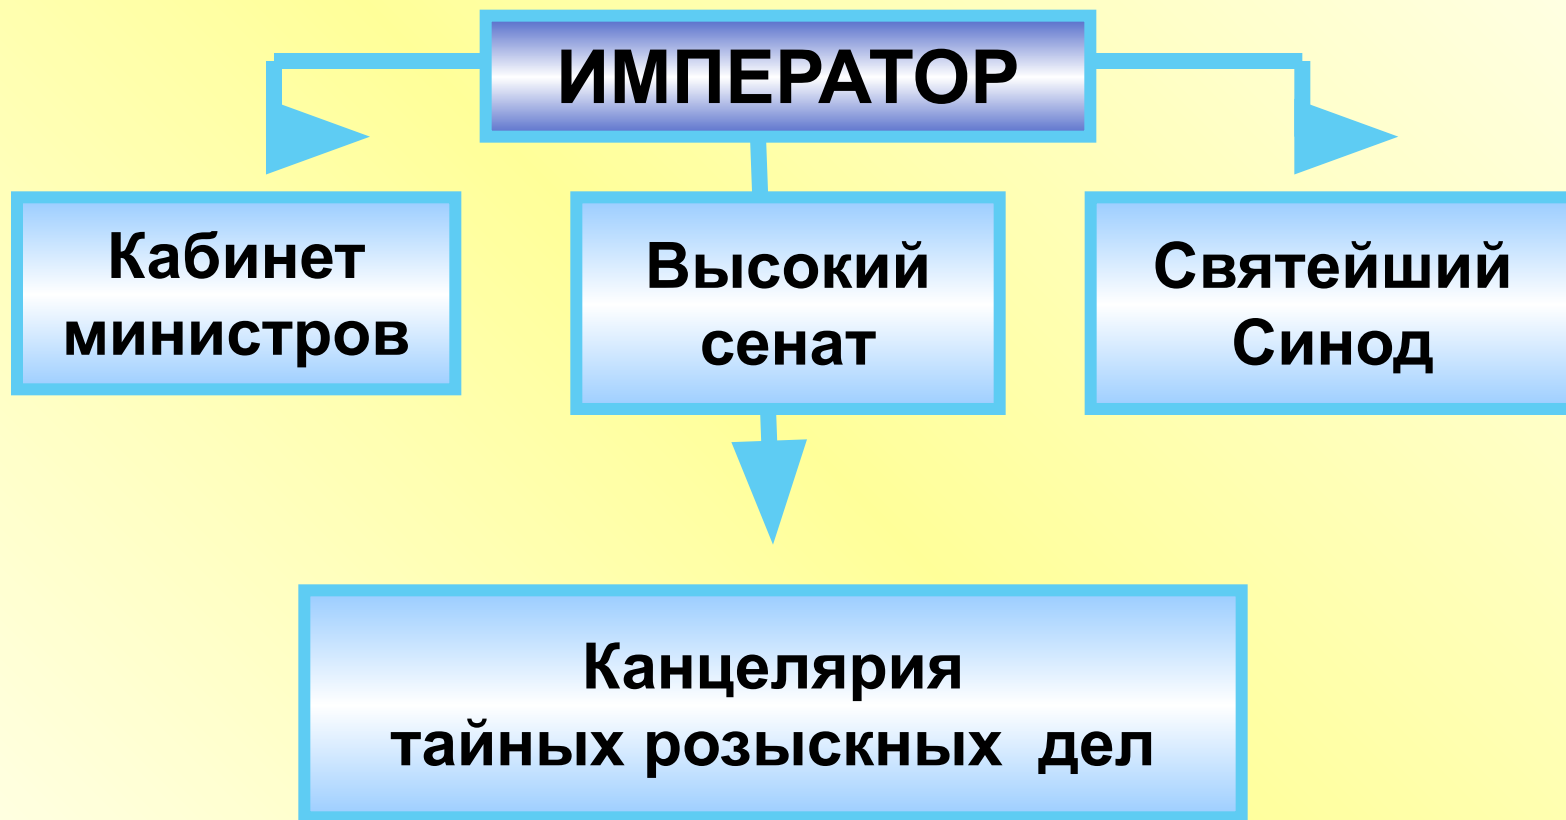 ИМПЕРАТОР
Кабинет
министров
Высокий
сенат
Святейший
Синод
Канцелярия
тайных розыскных дел